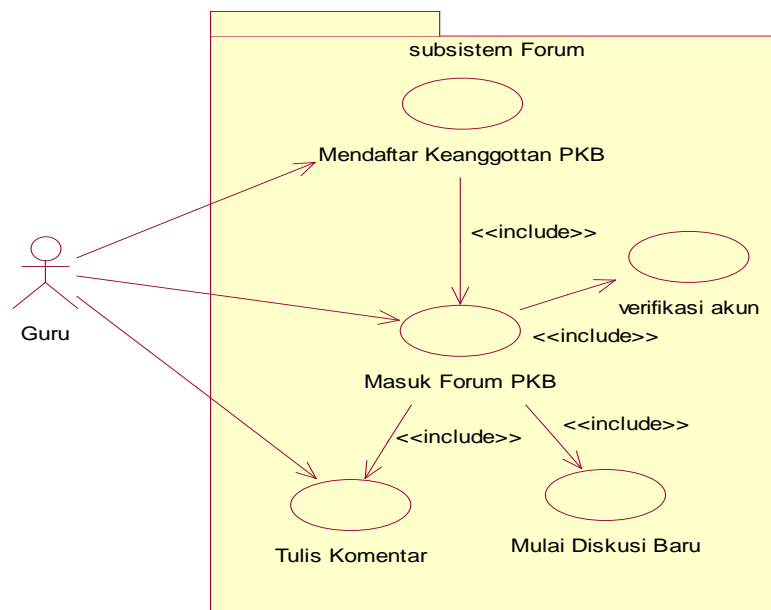 subsistem Forum
Mendaftar Keanggottan PKB
<<include>>
verifikasi akun
Guru
<<include>>
Masuk Forum PKB
<<include>>
<<include>>
Tulis Komentar
Mulai Diskusi Baru